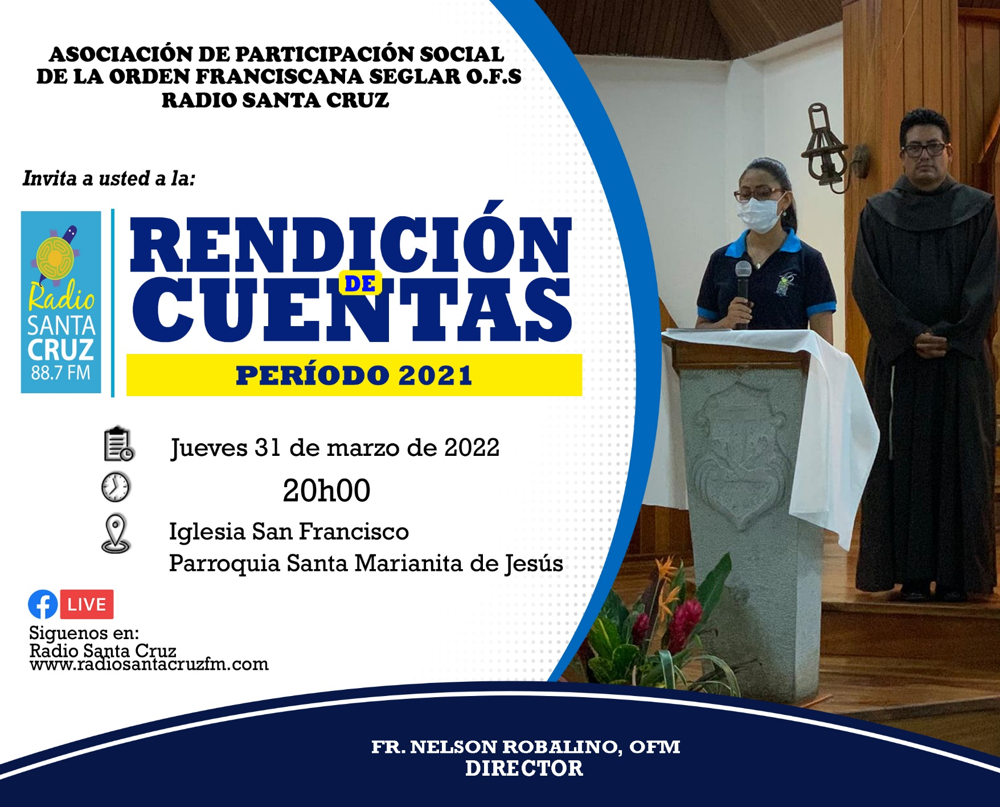 ASOCIACIÓN DE PARTICIPACIÓN SOCIAL
DE LA ORDEN FRANCISCANA SEGLAR O.F.S
RADIO SANTA CRUZ
Invita a usted a la:
Radio
SANTA
CRUZ
88.7 FM
RENDICIÓN
DE
CUENTAS
PERÍODO 2021
Jueves 31 de marzo de 2022
20h00
Iglesia San Francisco
Parroquia Santa Marianita de Jesús
LIVE
Siguenos en:
Radio Santa Cruz
www.radiosantacruzfm.com
FR. NELSON ROBALINO, OFM
DIRECTOR